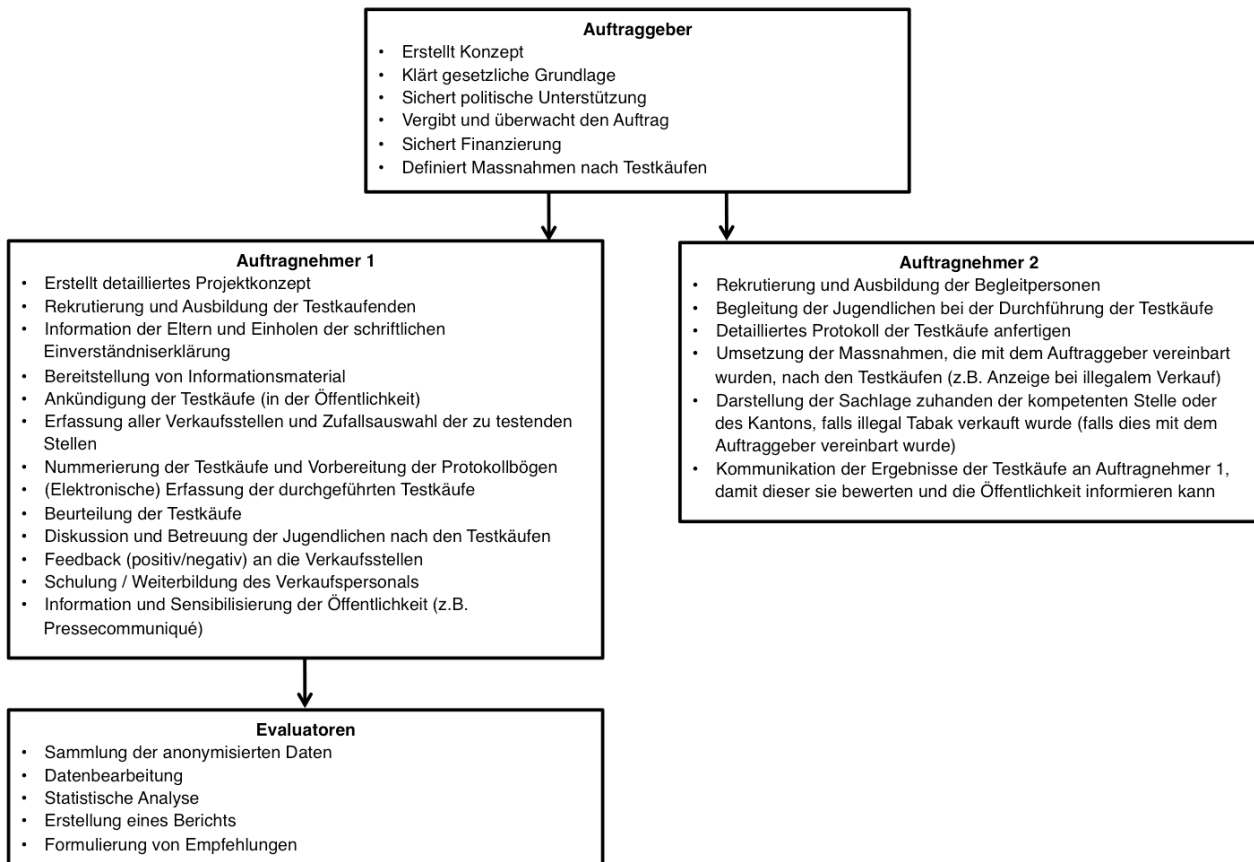 Auftraggeber
• Erstellt Konzept
• Klärt gesetzliche Grundlage
• Sichert politische Unterstützung
• Vergibt und überwacht den Auftrag
• Sichert Finanzierung
• Definiert Massnahmen nach Testkäufen
Auftragnehmer 1
• Erstellt detailliertes Projektkonzept
• Rekrutierung und Ausbildung der Testkaufenden
• Information der Eltern und Einholen der schriftlichen
Einverständniserklärung
• Bereitstellung von Informationsmaterial
• Ankündigung der Testkäufe (in der Öffentlichkeit)
• Erfassung aller Verkaufsstellen und Zufallsauswahl der zu testenden
Stellen
• Nummerierung der Testkäufe und Vorbereitung der Protokollbögen
• (Elektronische) Erfassung der durchgeführten Testkäufe
• Beurteilung der Testkäufe
• Diskussion und Betreuung der Jugendlichen nach den Testkäufen
• Feedback (positiv/negativ) an die Verkaufsstellen
• Schulung / Weiterbildung des Verkaufspersonals
• Information und Sensibilisierung der Öffentlichkeit (z.B.
Pressecommuniqué)
Auftragnehmer 2
• Rekrutierung und Ausbildung der Begleitpersonen
• Begleitung der Jugendlichen bei der Durchführung der Testkäufe
• Detailliertes Protokoll der Testkäufe anfertigen
• Umsetzung der Massnahmen, die mit dem Auftraggeber vereinbart
wurden, nach den Testkäufen (z.B. Anzeige bei illegalem Verkauf)
• Darstellung der Sachlage zuhanden der kompetenten Stelle oder
des Kantons, falls illegal Tabak verkauft wurde (falls dies mit dem
Auftraggeber vereinbart wurde)
• Kommunikation der Ergebnisse der Testkäufe an Auftragnehmer 1,
damit dieser sie bewerten und die Öffentlichkeit informieren kann
Evaluatoren
• Sammlung der anonymisierten Daten
• Datenbearbeitung
• Statistische Analyse
• Erstellung eines Berichts
• Formulierung von Empfehlungen